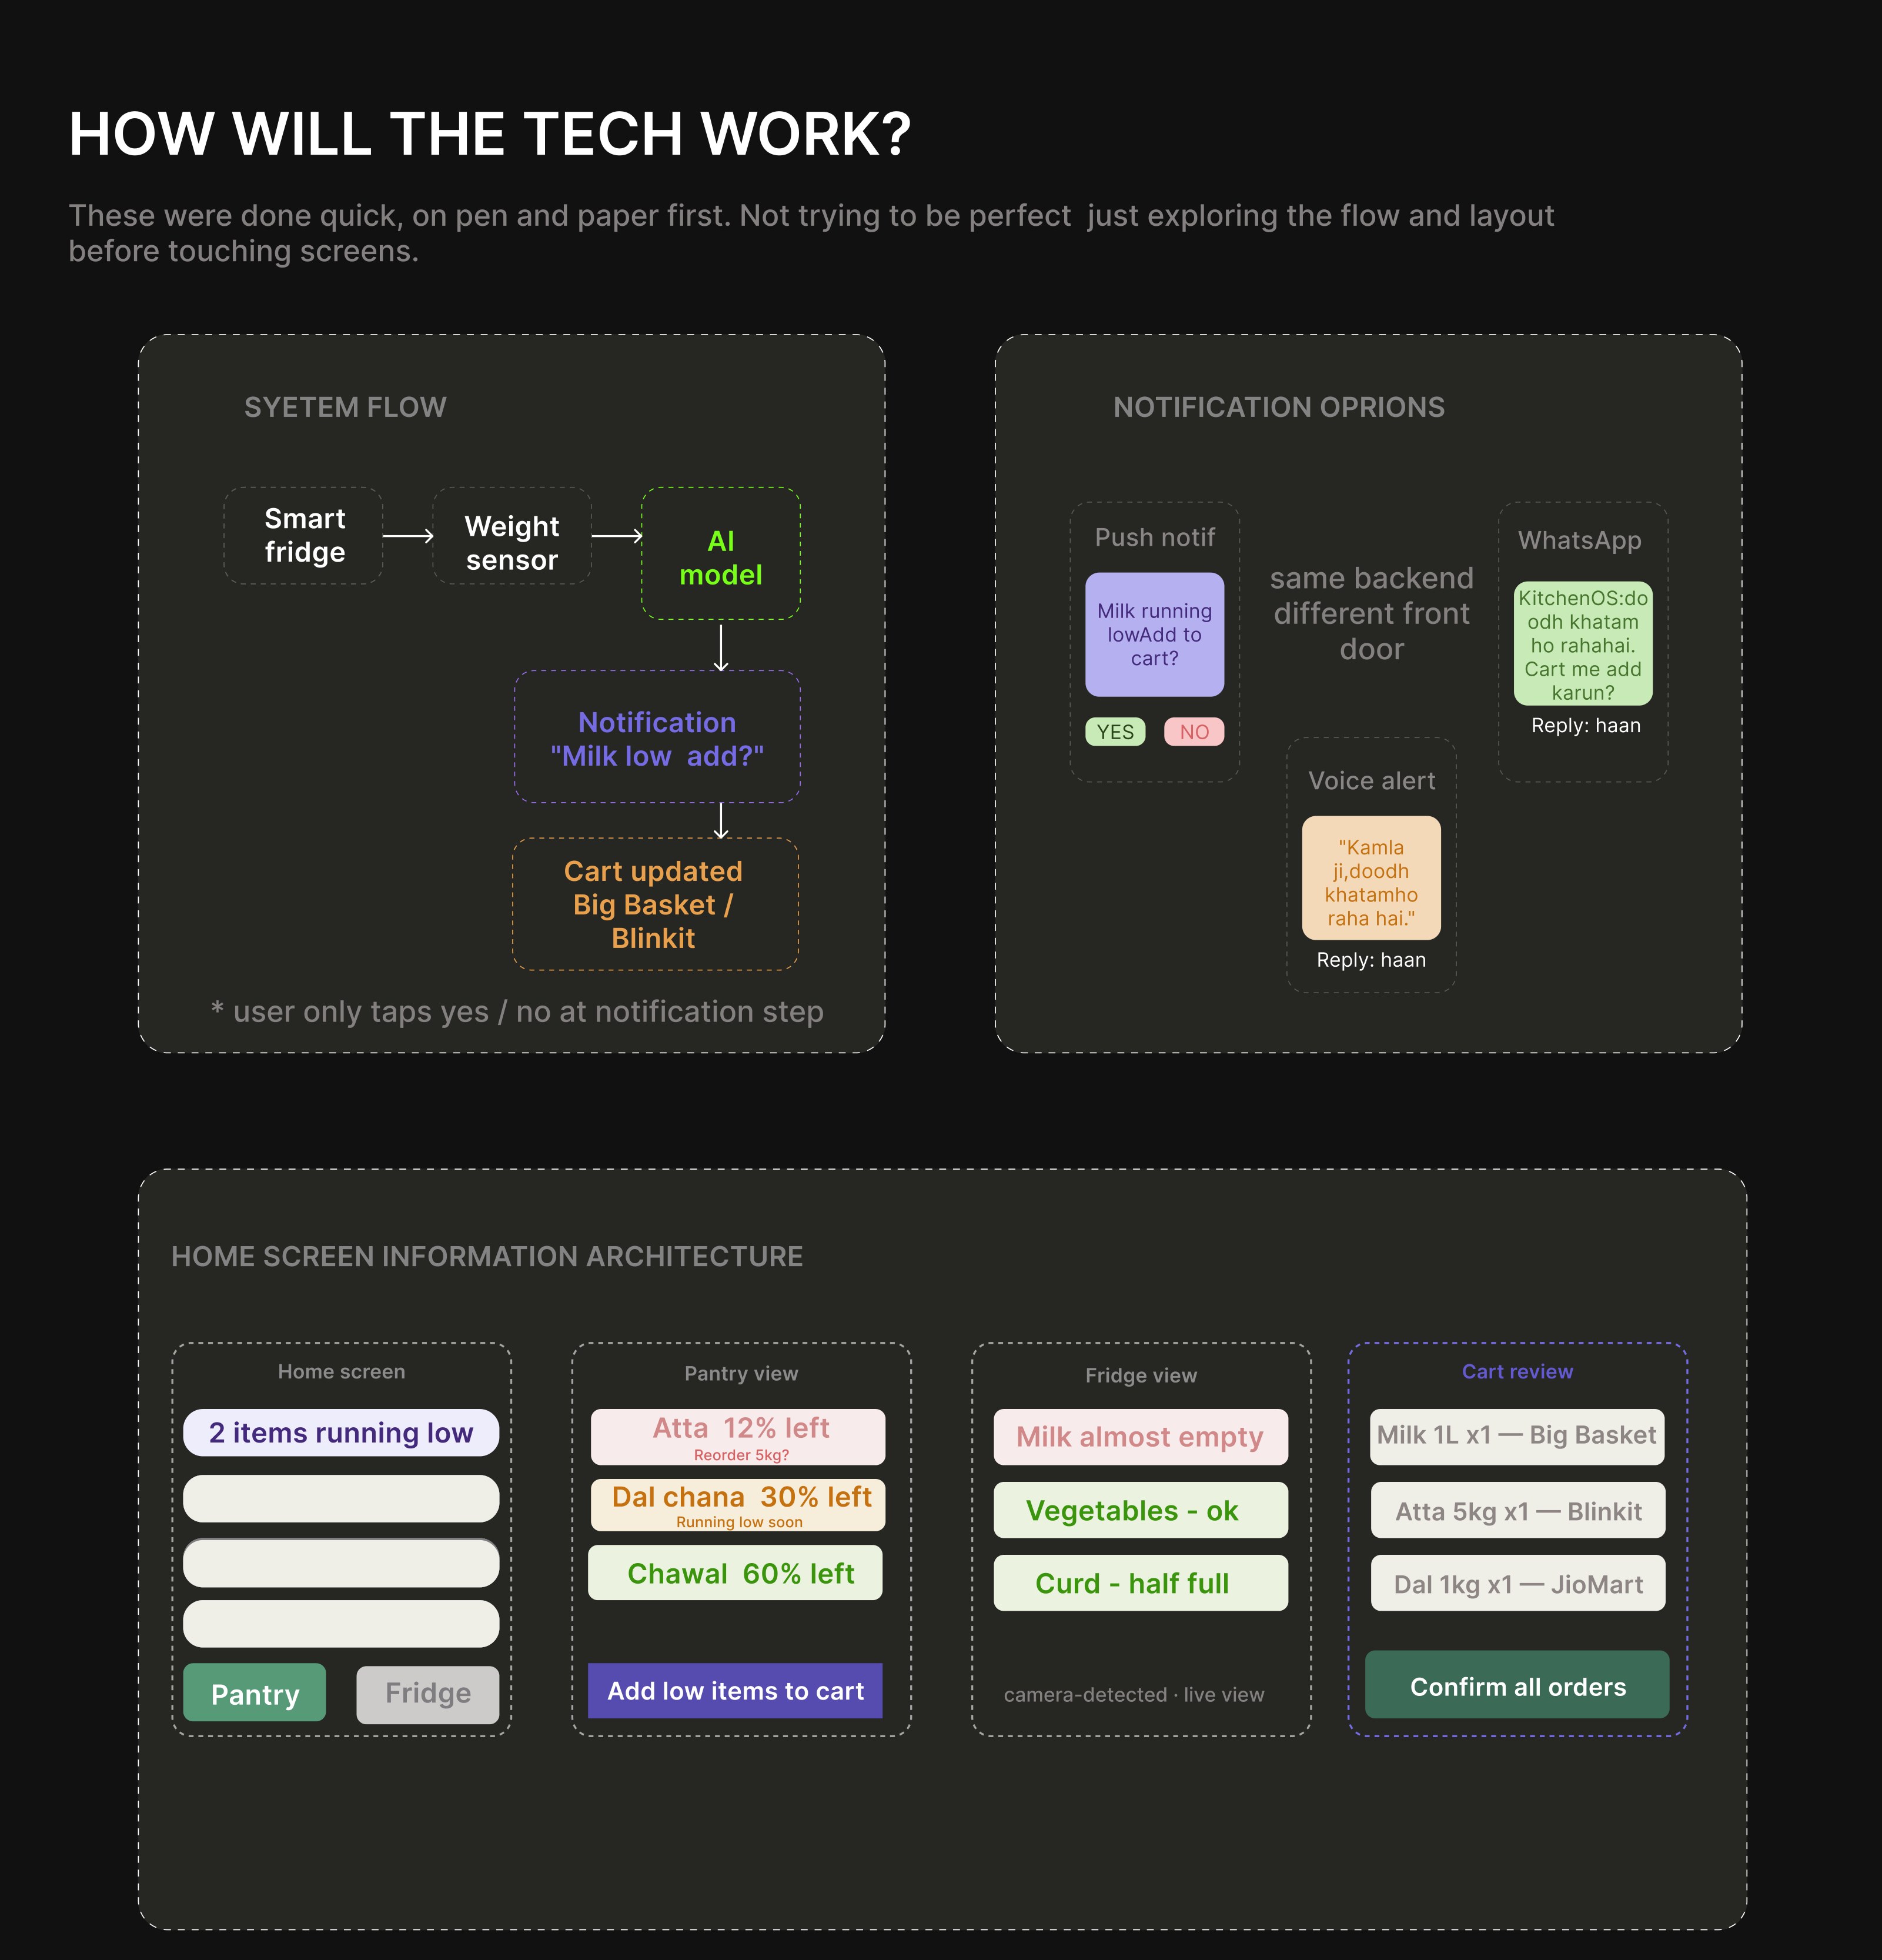 HOW WILL THE TECH WORK?
These were done quick, on pen and paper first. Not trying to be perfect  just exploring the flow and layout
before touching screens.
SYETEM FLOW
Smart
fridge
Weight
sensor
AI
model
Notification
"Milk low  add?"
Cart updated
Big Basket /
Blinkit
* user only taps yes / no at notification step
NOTIFICATION OPRIONS
Push notif
Milk running
lowAdd to
cart?
YES
NO
same backend
different front
door
WhatsApp
KitchenOS:do
odh khatam
ho rahahai.
Cart me add
karun?
Reply: haan
Voice alert
"Kamla
ji,doodh
khatamho
raha hai."
Reply: haan
HOME SCREEN INFORMATION ARCHITECTURE
Home screen
2 items running low
Pantry
Fridge
Pantry view
Atta  12% left
Reorder 5kg?
Dal chana  30% left
Running low soon
Chawal  60% left
Add low items to cart
Fridge view
Milk almost empty
Vegetables - ok
Curd - half full
camera-detected · live view
Cart review
Milk 1L x1 — Big Basket
Atta 5kg x1 — Blinkit
Dal 1kg x1 — JioMart
Confirm all orders